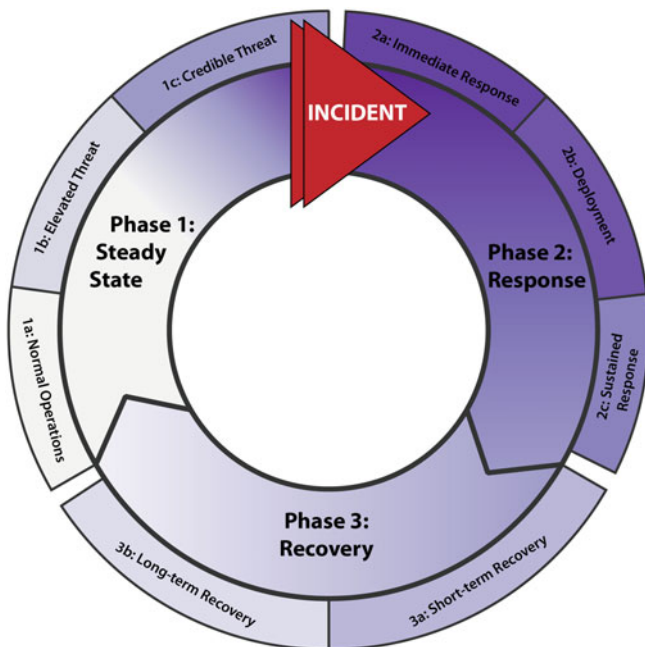 INCIDENT
Phase 1:
Steady
State
1a: Normal Operations
1b: Elevated Threat
1c: Credible Threat
Phase 2:
Response
2a: Immediate Response
2b: Deployment
2c: Sustained
Response
Phase 3:
Recovery
3a: Short-term Recovery
3b: Long-term Recovery